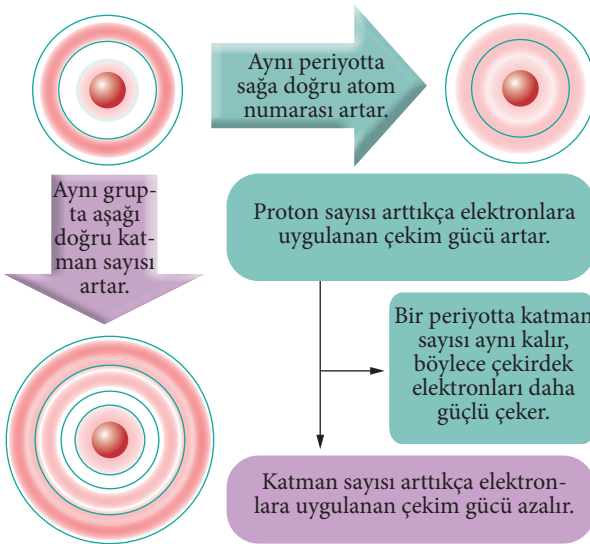 Aynı periyotta
sağa doğru atom
numarası artar.
Aynı grup-
ta aşağı
doğru kat-
man sayısı
artar.
Proton sayısı arttıkça elektronlara
uygulanan çekim gücü artar.
Bir periyotta katman
sayısı aynı kalır,
böylece çekirdek
elektronları daha
güçlü çeker.
Katman sayısı arttıkça elektron-
lara uygulanan çekim gücü azalır.